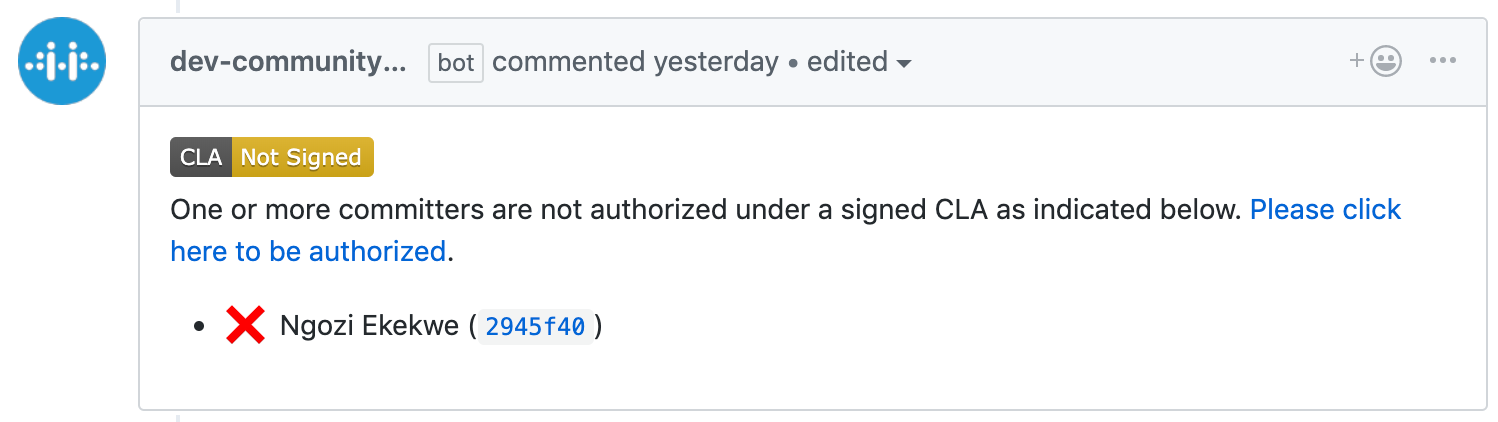 dev-community... bot commented yesterday • edited
CLA Not Signed
One or more committers are not authorized under a signed CLA as indicated below. Please click
here to be authorized.
• ❌ Ngozi Ekekwe (2945f40)